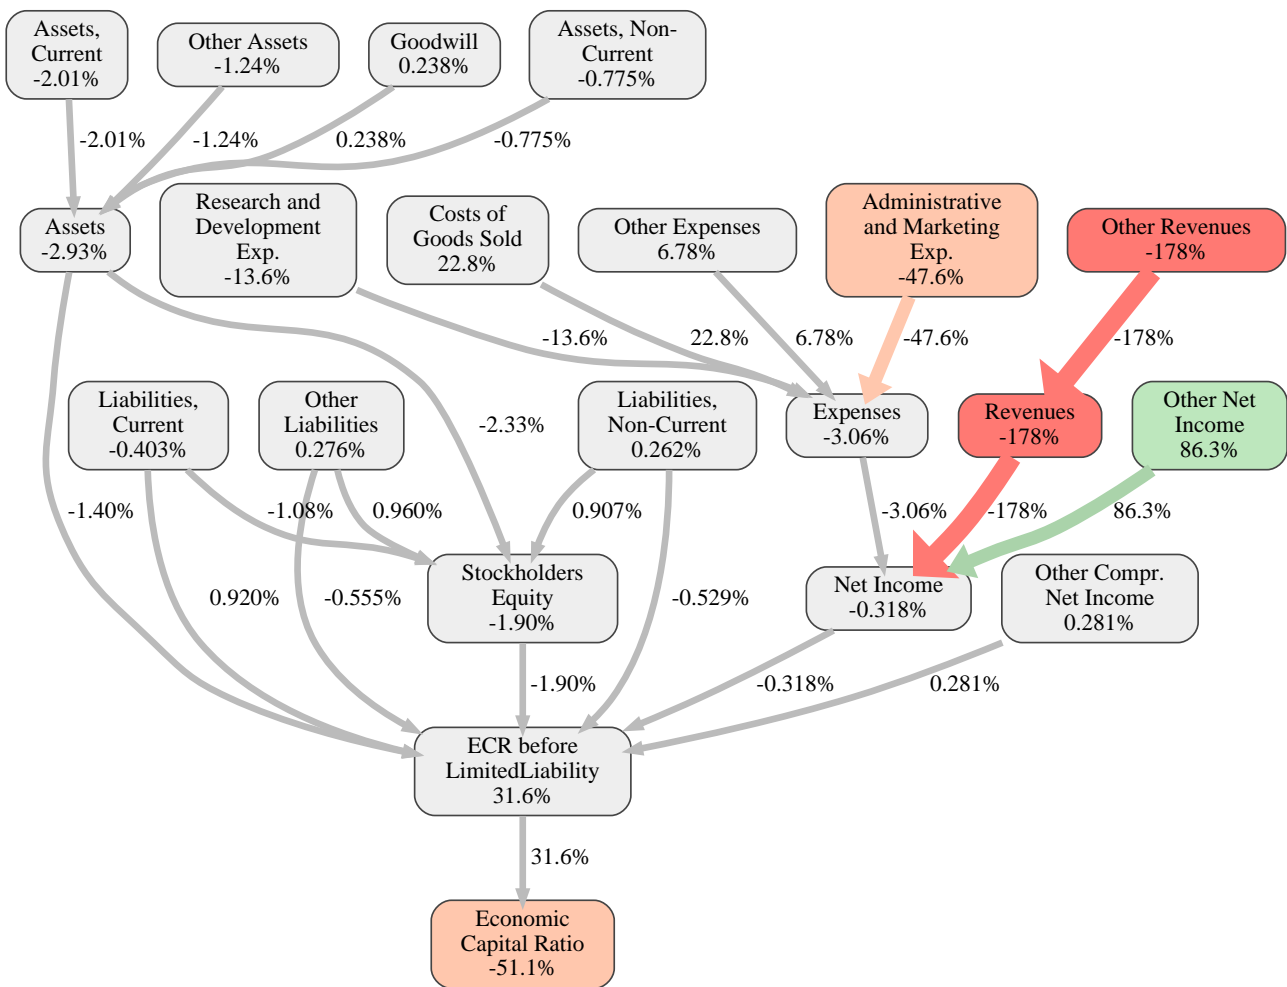 Assets,
Current
-2.01%
Other Assets
-1.24%
Goodwill
0.238%
Assets, Non-
Current
-0.775%
-2.01%
-1.24%
0.238%
-0.775%
Assets
-2.93%
Research and
Development
Exp.
-13.6%
Costs of
Goods Sold
22.8%
Other Expenses
6.78%
Administrative
and Marketing
Exp.
-47.6%
Other Revenues
-178%
-13.6%
22.8%
6.78%
-47.6%
-178%
Liabilities,
Current
-0.403%
Other
Liabilities
0.276%
-2.33%
Liabilities,
Non-Current
0.262%
Expenses
-3.06%
Revenues
-178%
Other Net
Income
86.3%
-1.40%
-1.08%
0.960%
0.907%
-3.06%
-178%
86.3%
0.920%
-0.555%
Stockholders
Equity
-1.90%
-0.529%
Net Income
-0.318%
Other Compr.
Net Income
0.281%
-1.90%
-0.318%
0.281%
ECR before
LimitedLiability
31.6%
31.6%
Economic
Capital Ratio
-51.1%